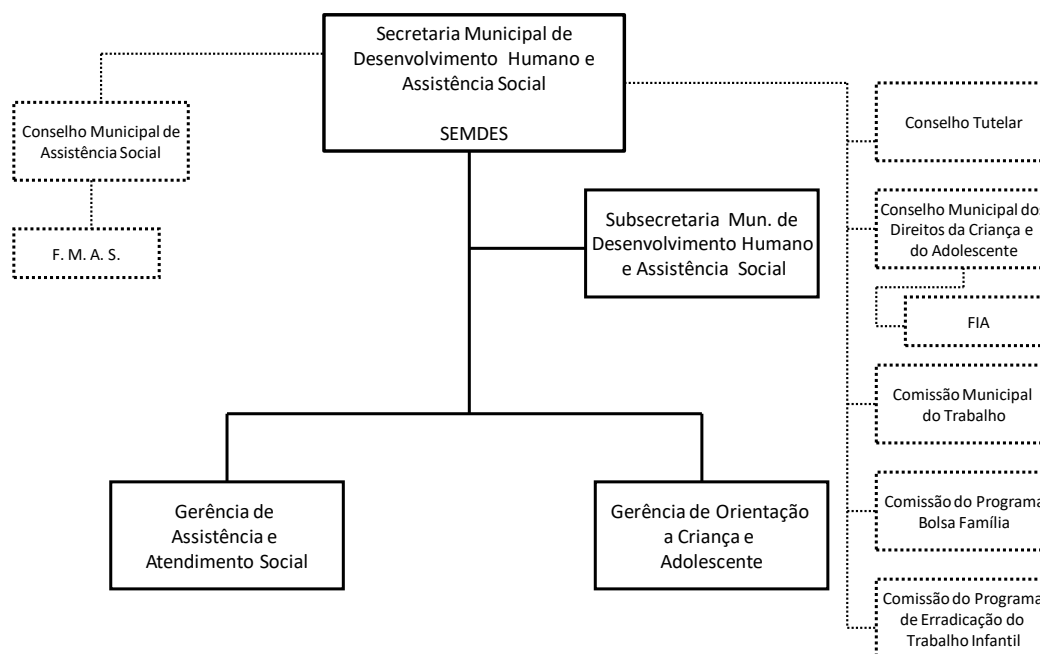 Secretaria Municipal de
Desenvolvimento Humano e
Assistência Social
SEMDES
Conselho Municipal de
Assistência Social
F. M. A. S.
Subsecretaria Mun. de
Desenvolvimento Humano
e Assistência Social
Conselho Tutelar
Conselho Municipal dos
Direitos da Criança e
do Adolescente
FIA
Comissão Municipal
do Trabalho
Comissão do Programa
Bolsa Família
Comissão do Programa
de Erradicação do
Trabalho Infantil
Gerência de
Assistência e
Atendimento Social
Gerência de Orientação
a Criança e
Adolescente